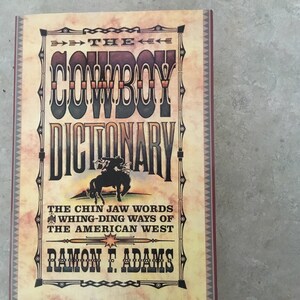 THE
COWBOY
DICTIONARY
THE CHIN JAW WORDS
AND WHING-DING WAYS OF
THE AMERICAN WEST
RAMON F. ADAMS